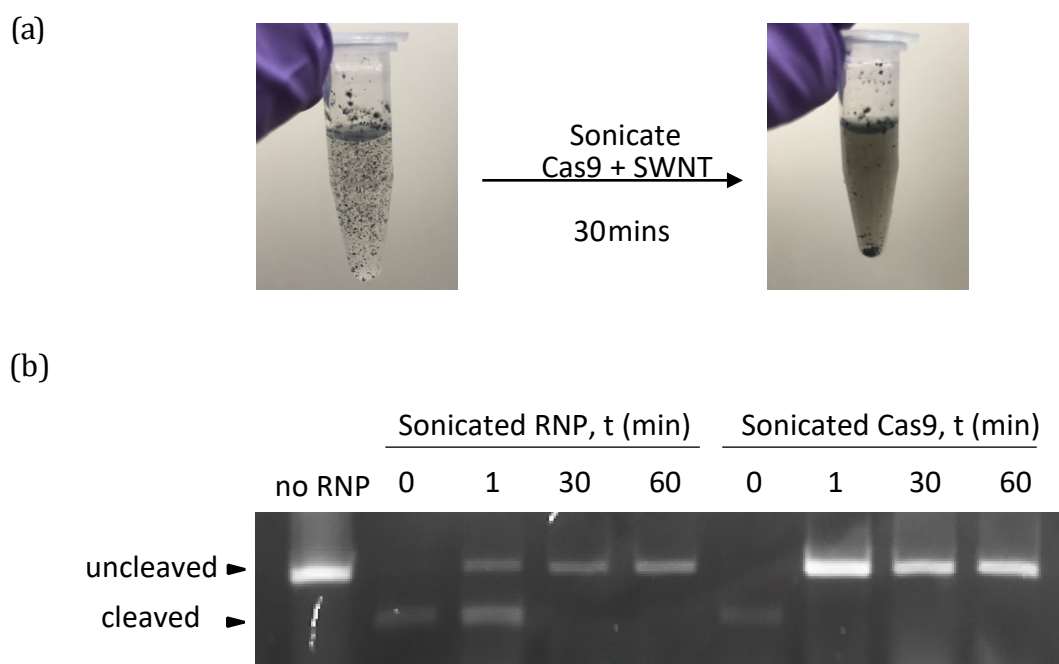 (a)
Sonicate
Cas9 + SWNT
30mins
(b)
Sonicated RNP, t (min) Sonicated Cas9, t (min)
no RNP 0 1 30 60 0 1 30 60
uncleaved
cleaved